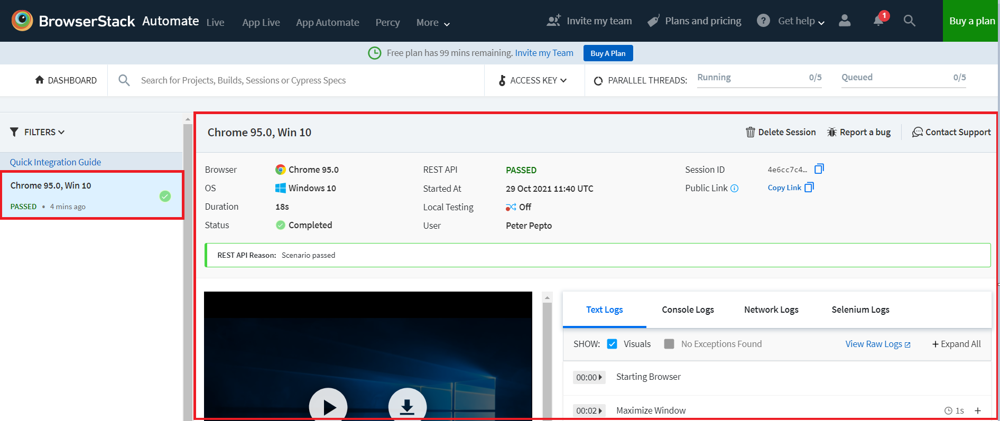 BrowserStack Automate Live App Live App Automate Percy More Invite my team Plans and pricing ? Get help 1 Buy a plan
Free plan has 99 mins remaining. Invite my Team Buy A Plan
DASHBOARD Search for Projects, Builds, Sessions or Cypress Specs ACCESS KEY PARALLEL THREADS: Running 0/5 Queued 0/5
FILTERS
Quick Integration Guide
Chrome 95.0, Win 10
PASSED • 4 mins ago
Chrome 95.0, Win 10 Delete Session Report a bug Contact Support
Browser Chrome 95.0 REST API PASSED Session ID 4e6cc7c4...
OS Windows 10 Started At 29 Oct 2021 11:40 UTC Public Link Copy Link
Duration 18s Local Testing Off
Status Completed User Peter Pepto
REST API Reason: Scenario passed
Text Logs Console Logs Network Logs Selenium Logs
SHOW: Visuals No Exceptions Found View Raw Logs + Expand All
00:00 Starting Browser
00:02 Maximize Window 1s +